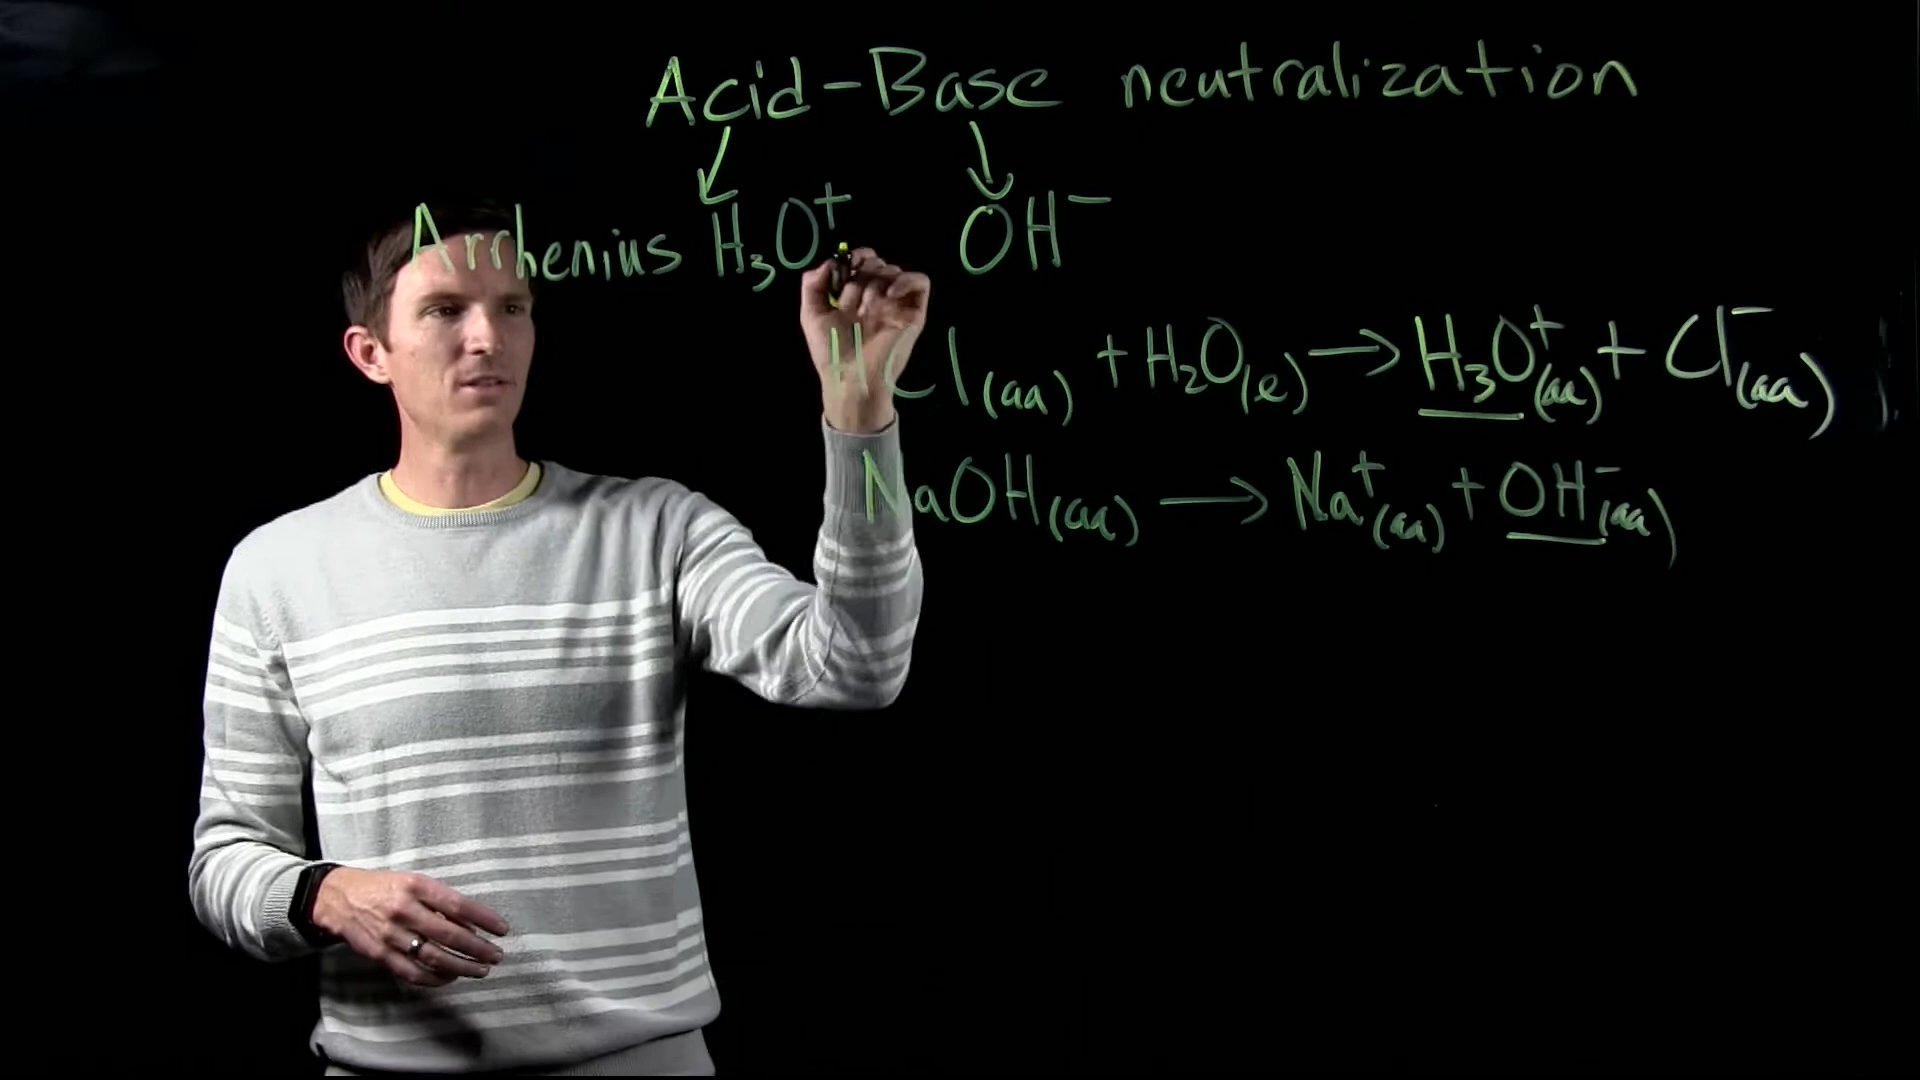 Acid-Base neutralization
Arrhenius H₃O⁺ OH⁻
HCl(aq) + H₂O(l) → H₃O⁺(aq) + Cl⁻(aq)
NaOH(aq) → Na⁺(aq) + OH⁻(aq)